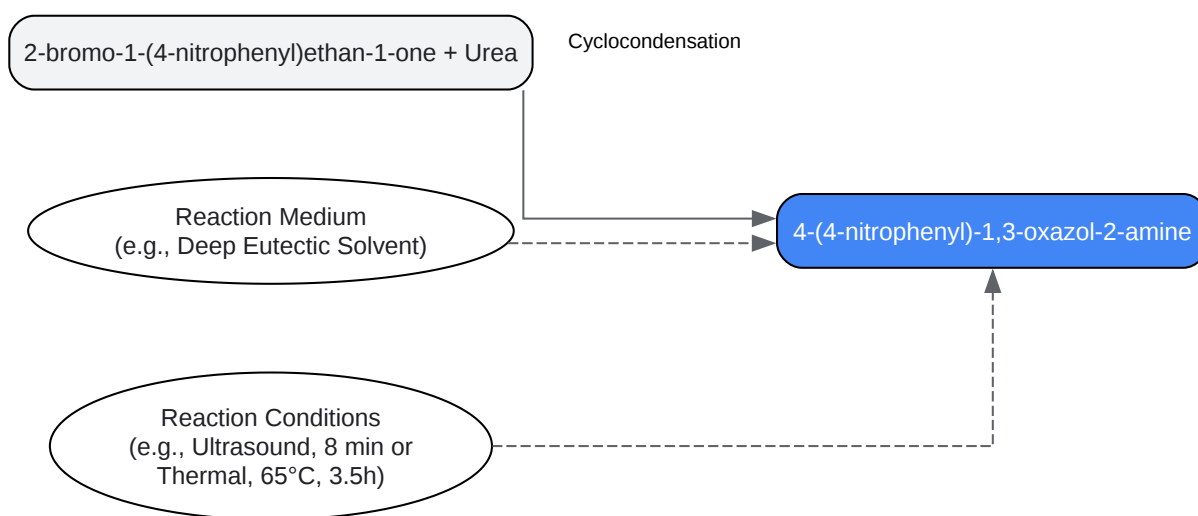 2-bromo-1-(4-nitrophenyl)ethan-1-one + Urea
Cyclocondensation
Reaction Medium
(e.g., Deep Eutectic Solvent)
4-(4-nitrophenyl)-1,3-oxazol-2-amine
Reaction Conditions
(e.g., Ultrasound, 8 min or
Thermal, 65°C, 3.5h)